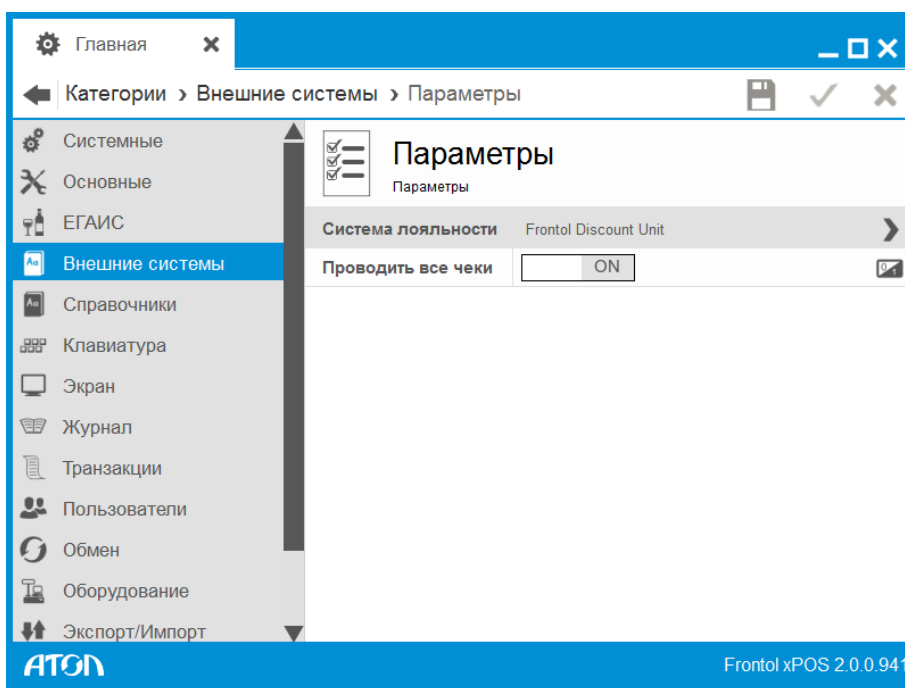 Главная
Категории › Внешние системы › Параметры
Системные
Основные
ЕГАИС
Внешние системы
Справочники
Клавиатура
Экран
Журнал
Транзакции
Пользователи
Обмен
Оборудование
Экспорт/Импорт
Параметры
Параметры
Система лояльности Frontol Discount Unit
Проводить все чеки ON
ATOL
Frontol xPOS 2.0.0.941